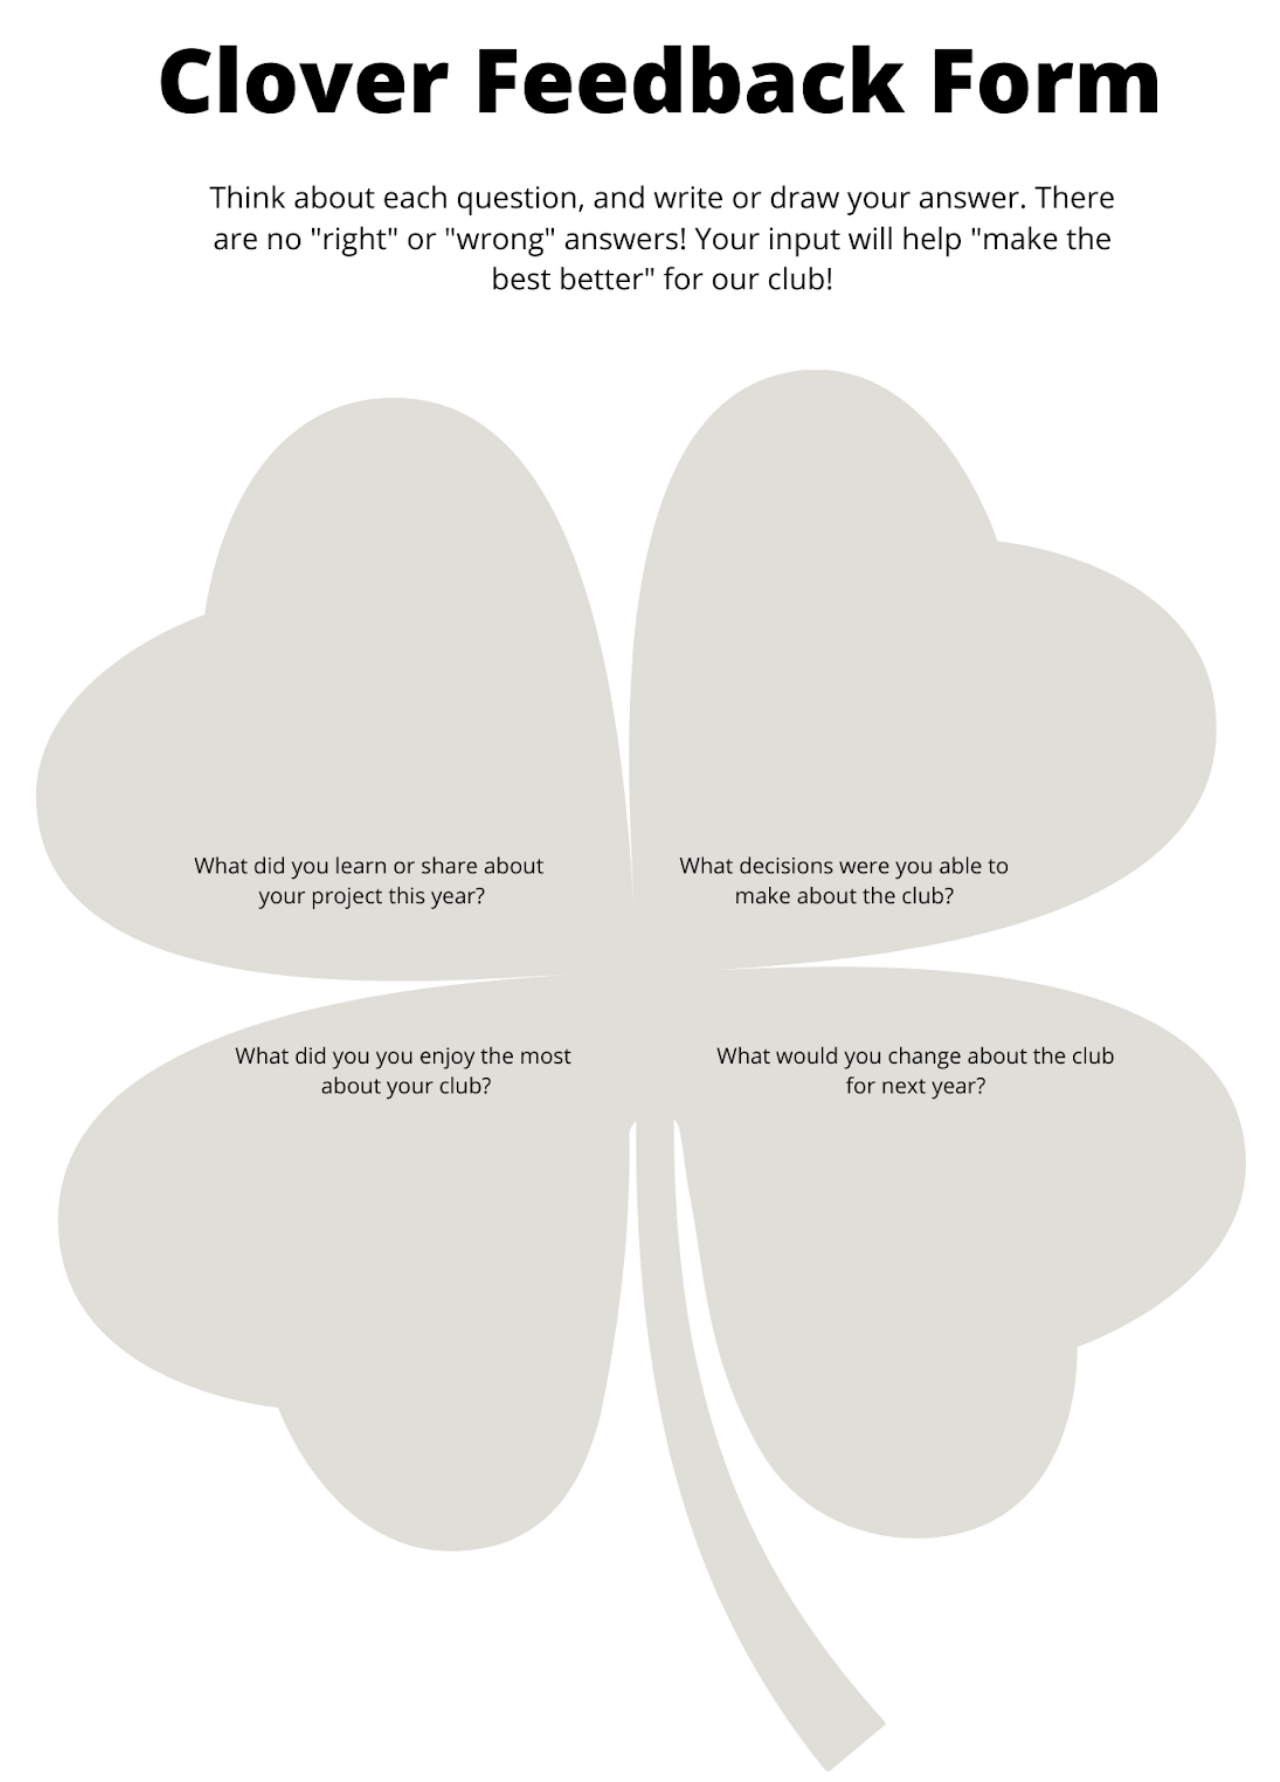 Clover Feedback Form
Think about each question, and write or draw your answer. There
are no "right" or "wrong" answers! Your input will help "make the
best better" for our club!
What did you learn or share about
your project this year?
What decisions were you able to
make about the club?
What did you you enjoy the most
about your club?
What would you change about the club
for next year?